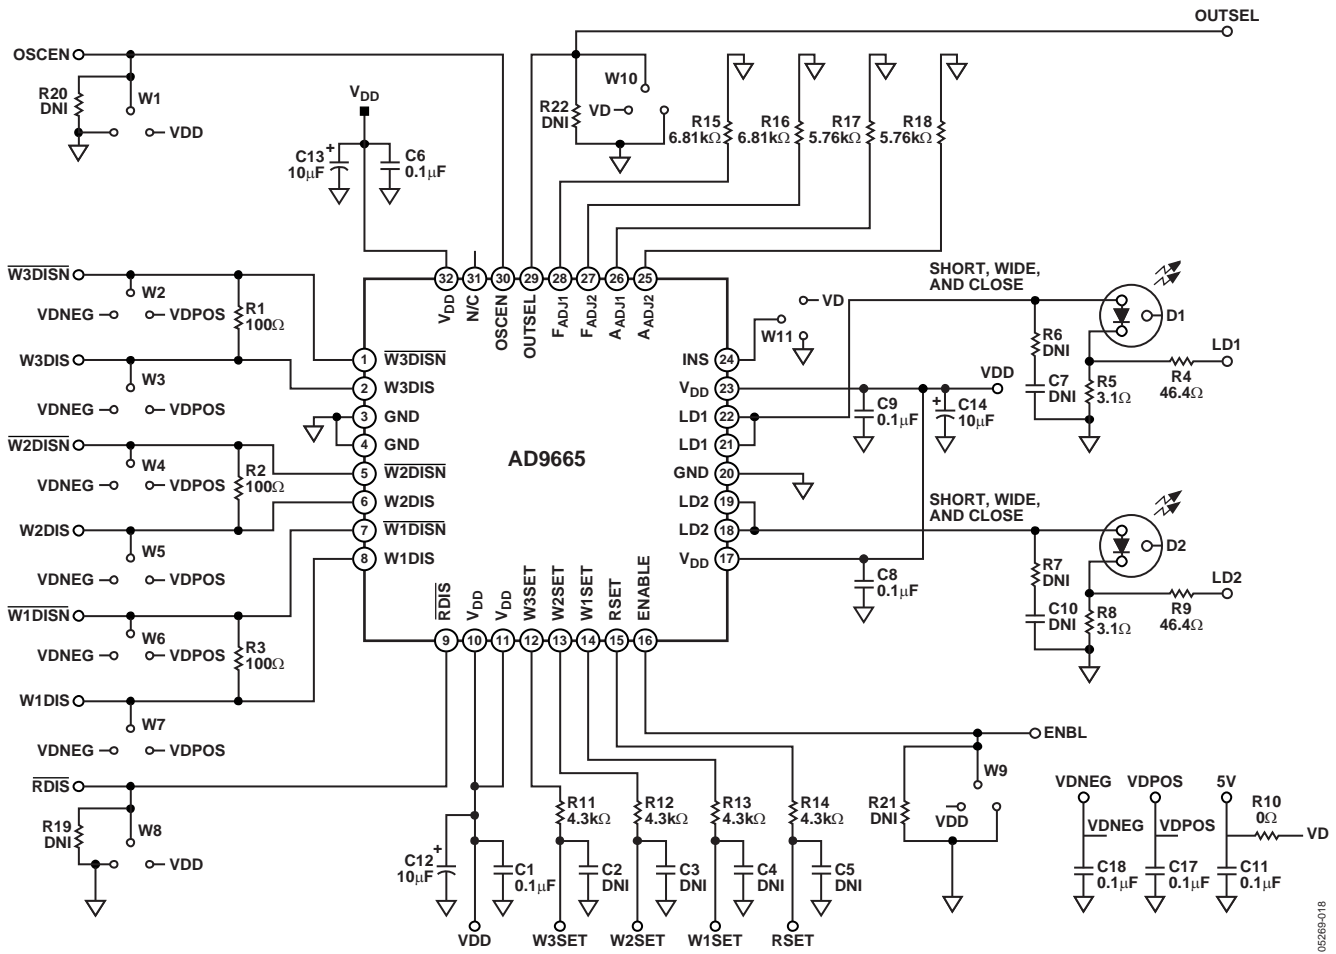 OUTSEL
OSCEN
R20
DNI
W1
VDD
VDD
C13
10µF
+
C6
0.1µF
W10
R22
DNI
VD
R15
6.81kΩ
R16
6.81kΩ
R17
5.76kΩ
R18
5.76kΩ
W3DISN
W2
VDNEG
VDPOS
R1
100Ω
W3DIS
W3
VDNEG
VDPOS
W2DISN
W4
VDNEG
VDPOS
R2
100Ω
W2DIS
W5
VDNEG
VDPOS
W1DISN
W6
VDNEG
VDPOS
R3
100Ω
W1DIS
W7
VDNEG
VDPOS
RDIS
R19
DNI
W8
VDD
32 31 30 29 28 27 26 25
VDD
N/C
OSCEN
OUTSEL
FADJ1
FADJ2
AADJ1
AADJ2
1 W3DISN
2 W3DIS
3 GND
4 GND
5 W2DISN
6 W2DIS
7 W1DISN
8 W1DIS
AD9665
INS 24
VDD 23
LD1 22
LD1 21
GND 20
LD2 19
LD2 18
VDD 17
RDIS
VDD
VDD
W3SET
W2SET
W1SET
RSET
ENABLE
9 10 11 12 13 14 15 16
VD
W11
VDD
C9
0.1µF
+
C14
10µF
C8
0.1µF
SHORT, WIDE,
AND CLOSE
D1
R6
DNI
C7
DNI
R5
3.1Ω
R4
46.4Ω
LD1
SHORT, WIDE,
AND CLOSE
D2
R7
DNI
C10
DNI
R8
3.1Ω
R9
46.4Ω
LD2
ENBL
W9
R21
DNI
VDD
+
C12
10µF
C1
0.1µF
R11
4.3kΩ
R12
4.3kΩ
R13
4.3kΩ
R14
4.3kΩ
C2
DNI
C3
DNI
C4
DNI
C5
DNI
VDD
W3SET
W2SET
W1SET
RSET
VDNEG
VDPOS
5V
R10
0Ω
VDNEG
VDPOS
VD
C18
0.1µF
C17
0.1µF
C11
0.1µF
05269-018